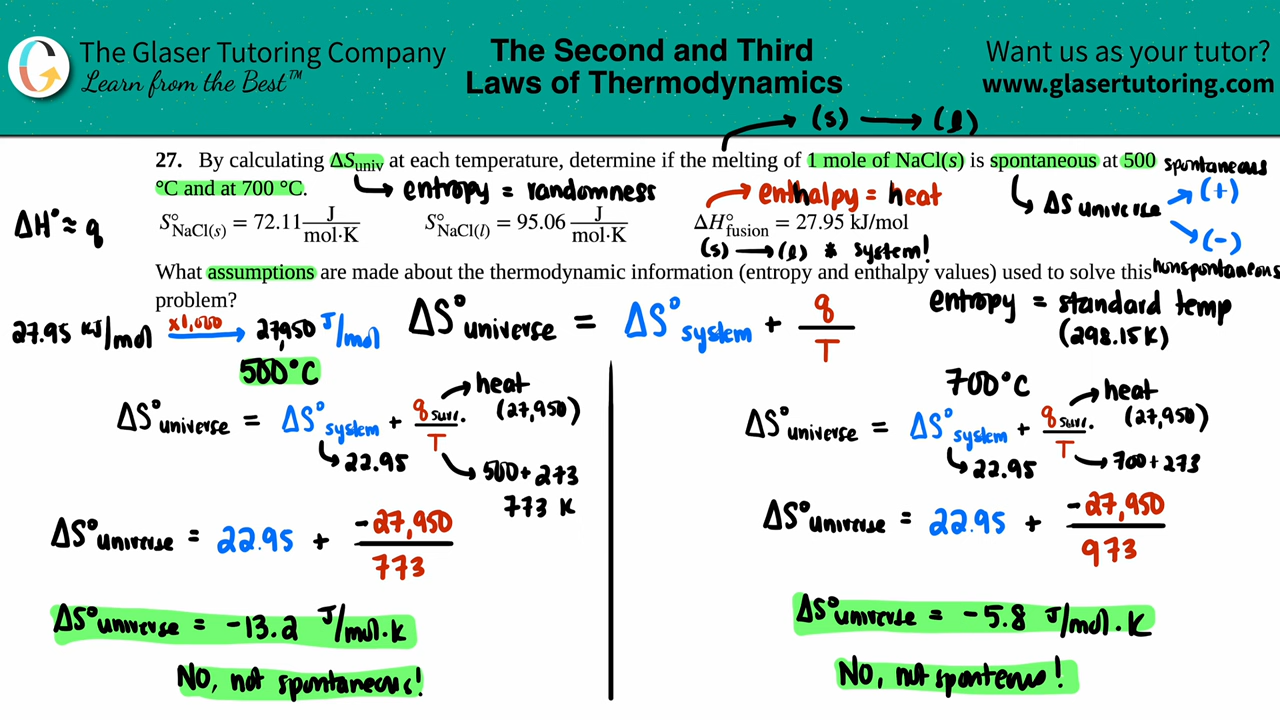 The Glaser Tutoring Company
Learn from the Best™
The Second and Third
Laws of Thermodynamics
Want us as your tutor?
www.glasertutoring.com
(s) → (l)
27. By calculating ΔSuniv at each temperature, determine if the melting of 1 mole of NaCl(s) is spontaneous at 500
°C and at 700 °C.
entropy = randomness
enthalpy = heat
spontaneous
ΔS universe
(+)
(-)
nonspontaneous
ΔH° ≈ q
S°NaCl(s) = 72.11 J/mol·K
S°NaCl(l) = 95.06 J/mol·K
ΔH°fusion = 27.95 kJ/mol
(s) → (l) * system!
What assumptions are made about the thermodynamic information (entropy and enthalpy values) used to solve this
problem?
entropy = standard temp
(298.15K)
27.95 KJ/mol x1,000 → 27,950 J/mol
ΔS°universe = ΔS°system + q/T
500°C
ΔS°universe = ΔS°system + q surr./T
heat
(27,950)
22.95
500+273
773 K
ΔS°universe = 22.95 + -27,950/773
ΔS°universe = -13.2 J/mol·K
No, not spontaneous!
700°C
ΔS°universe = ΔS°system + q surr./T
heat
(27,950)
22.95
700+273
ΔS°universe = 22.95 + -27,950/973
ΔS°universe = -5.8 J/mol·K
No, not spontenus!